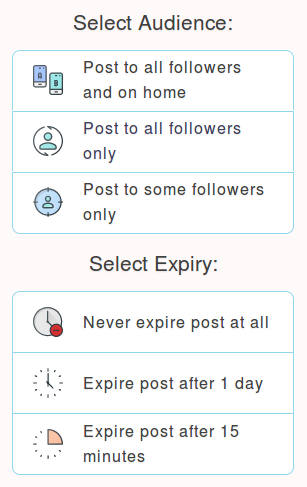 Select Audience:
Post to all followers
and on home
Post to all followers
only
Post to some followers
only
Select Expiry:
Never expire post at all
Expire post after 1 day
Expire post after 15
minutes